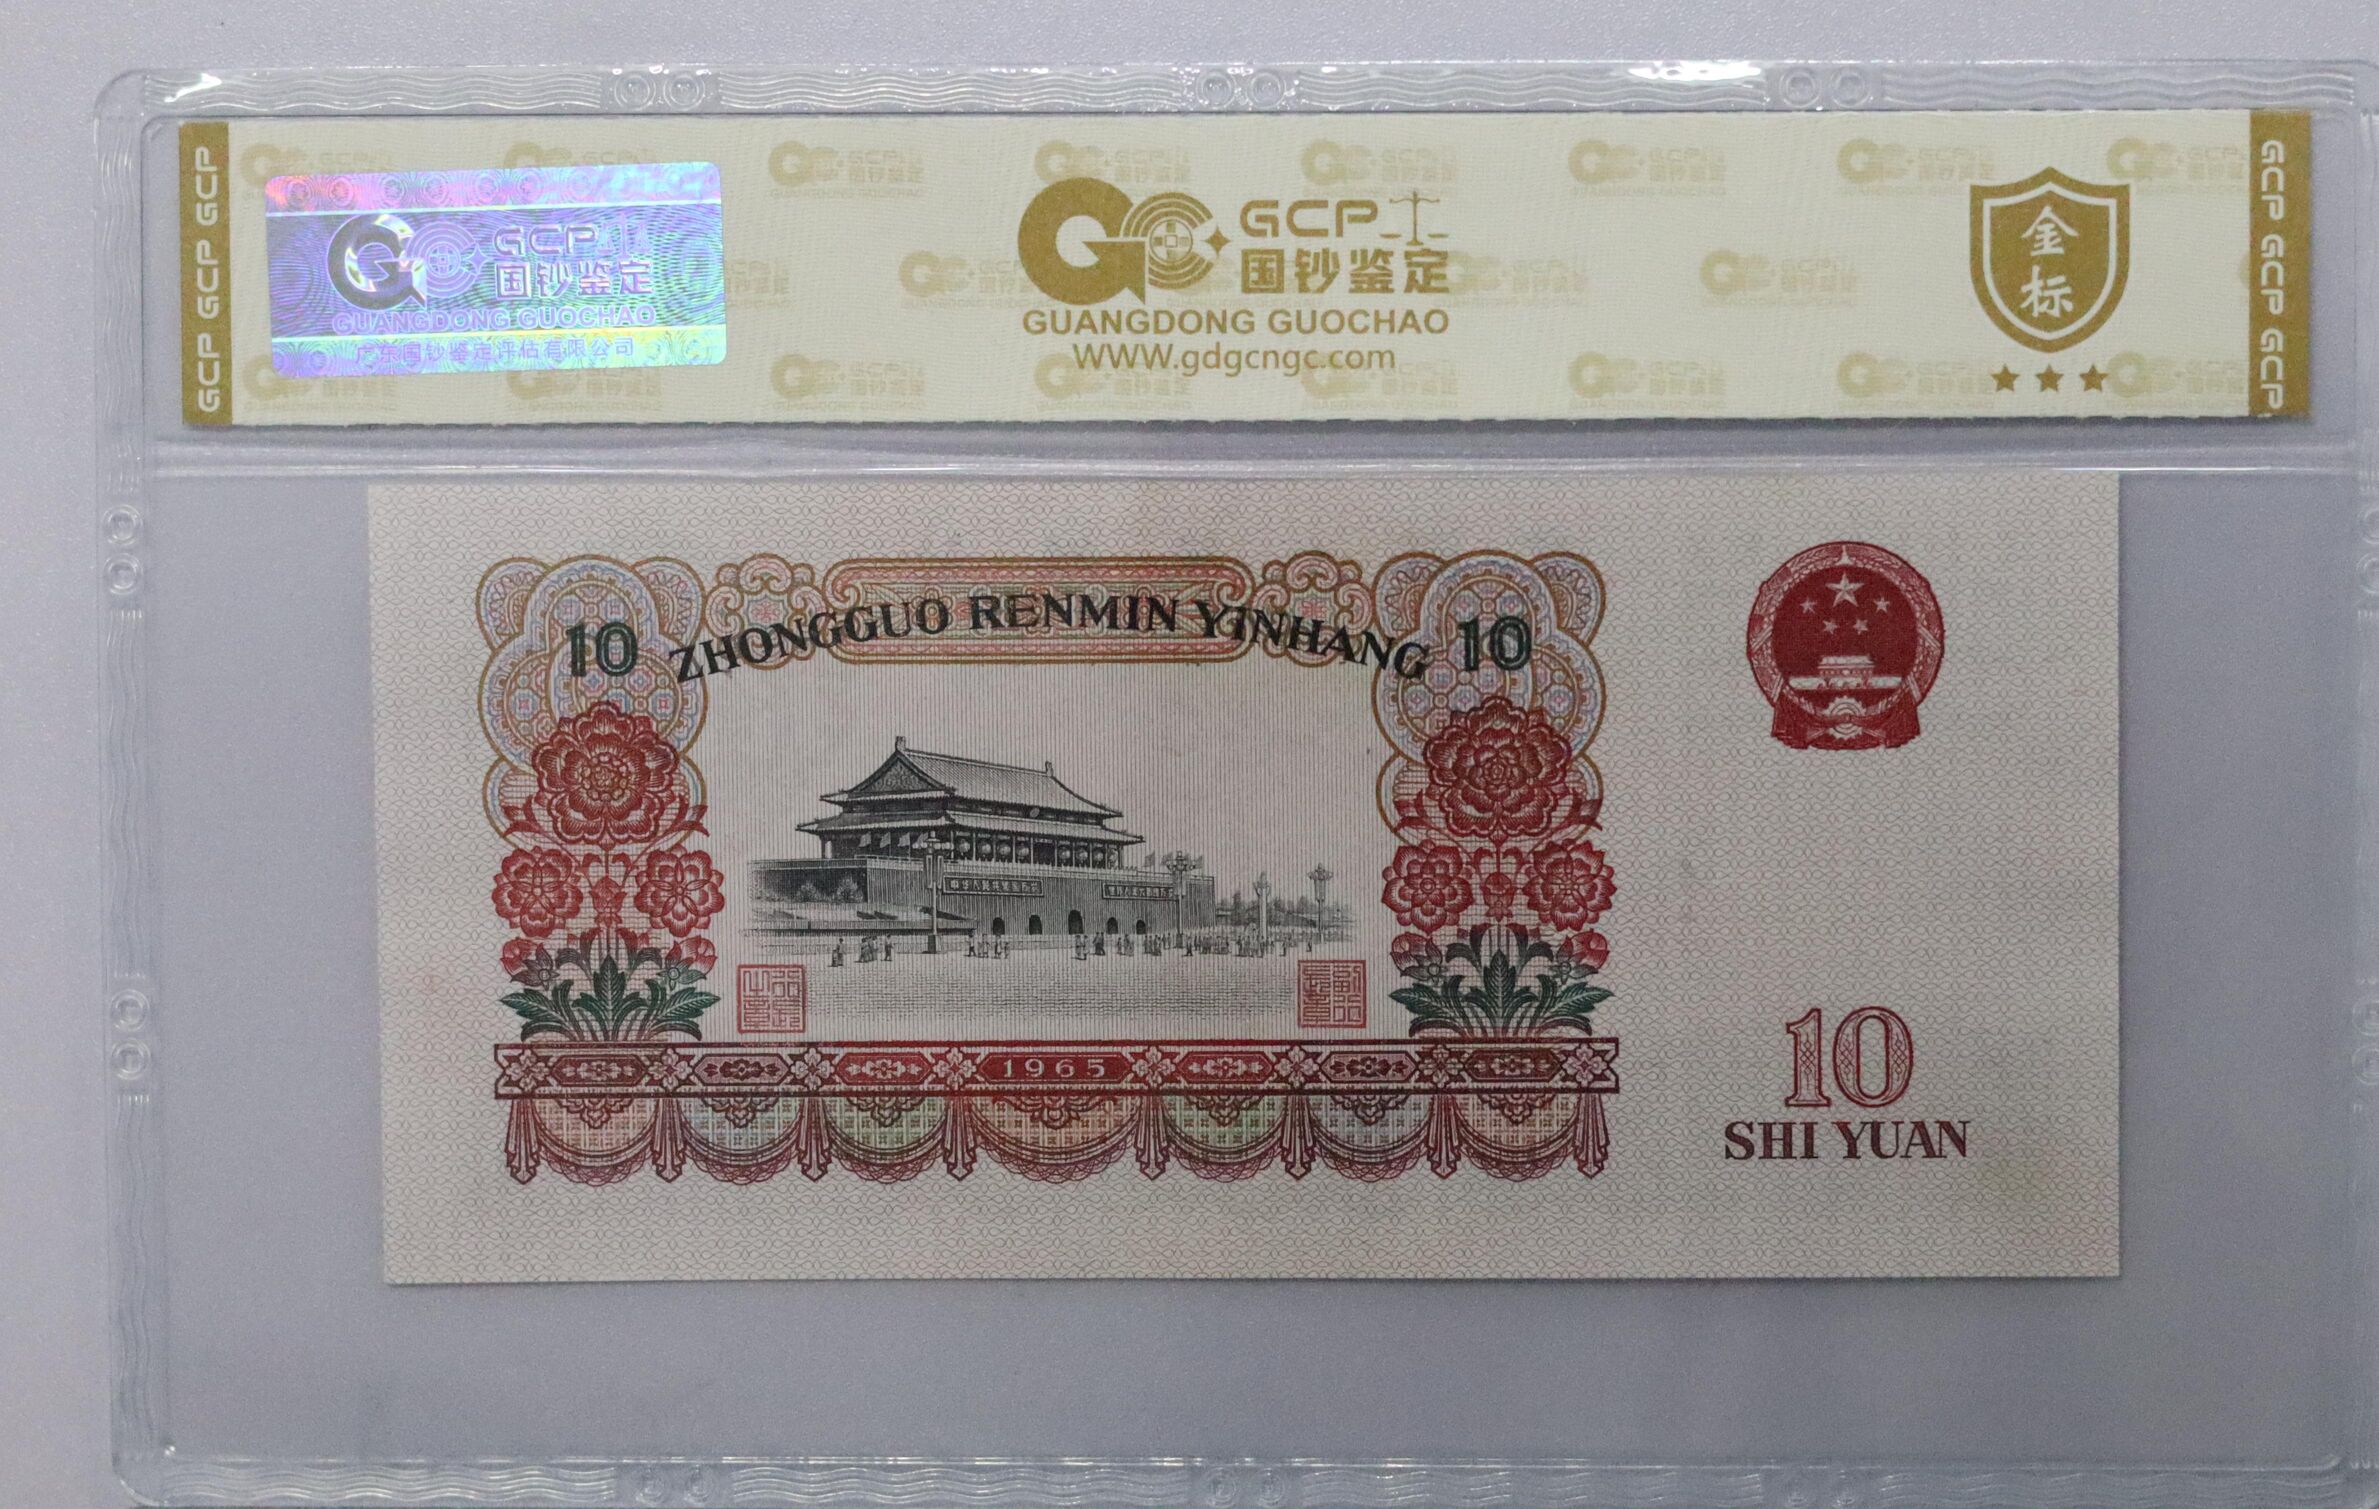 GCP GCP GCP
GCP
国钞鉴定
GUANGDONG GUOCHAO
广东国钞鉴定评估有限公司
GCP
国钞鉴定
GUANGDONG GUOCHAO
WWW.gdgcngc.com
金
标
GCP GCP GCP
10 ZHONGGUO RENMIN YINHANG 10
1965
10
SHI YUAN